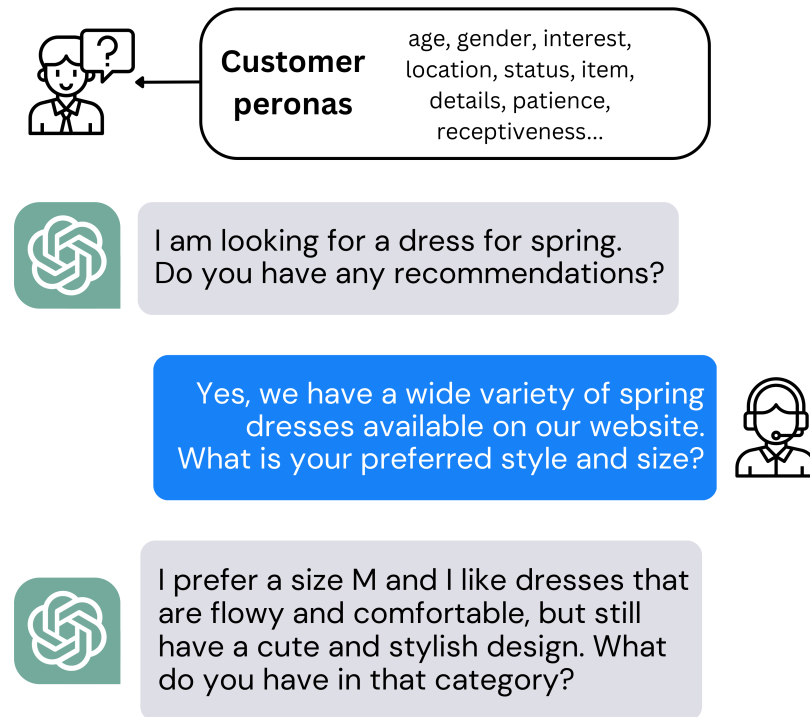 ?
Customer
peronas
age, gender, interest,
location, status, item,
details, patience,
receptiveness...
I am looking for a dress for spring.
Do you have any recommendations?
Yes, we have a wide variety of spring
dresses available on our website.
What is your preferred style and size?
I prefer a size M and I like dresses that
are flowy and comfortable, but still
have a cute and stylish design. What
do you have in that category?